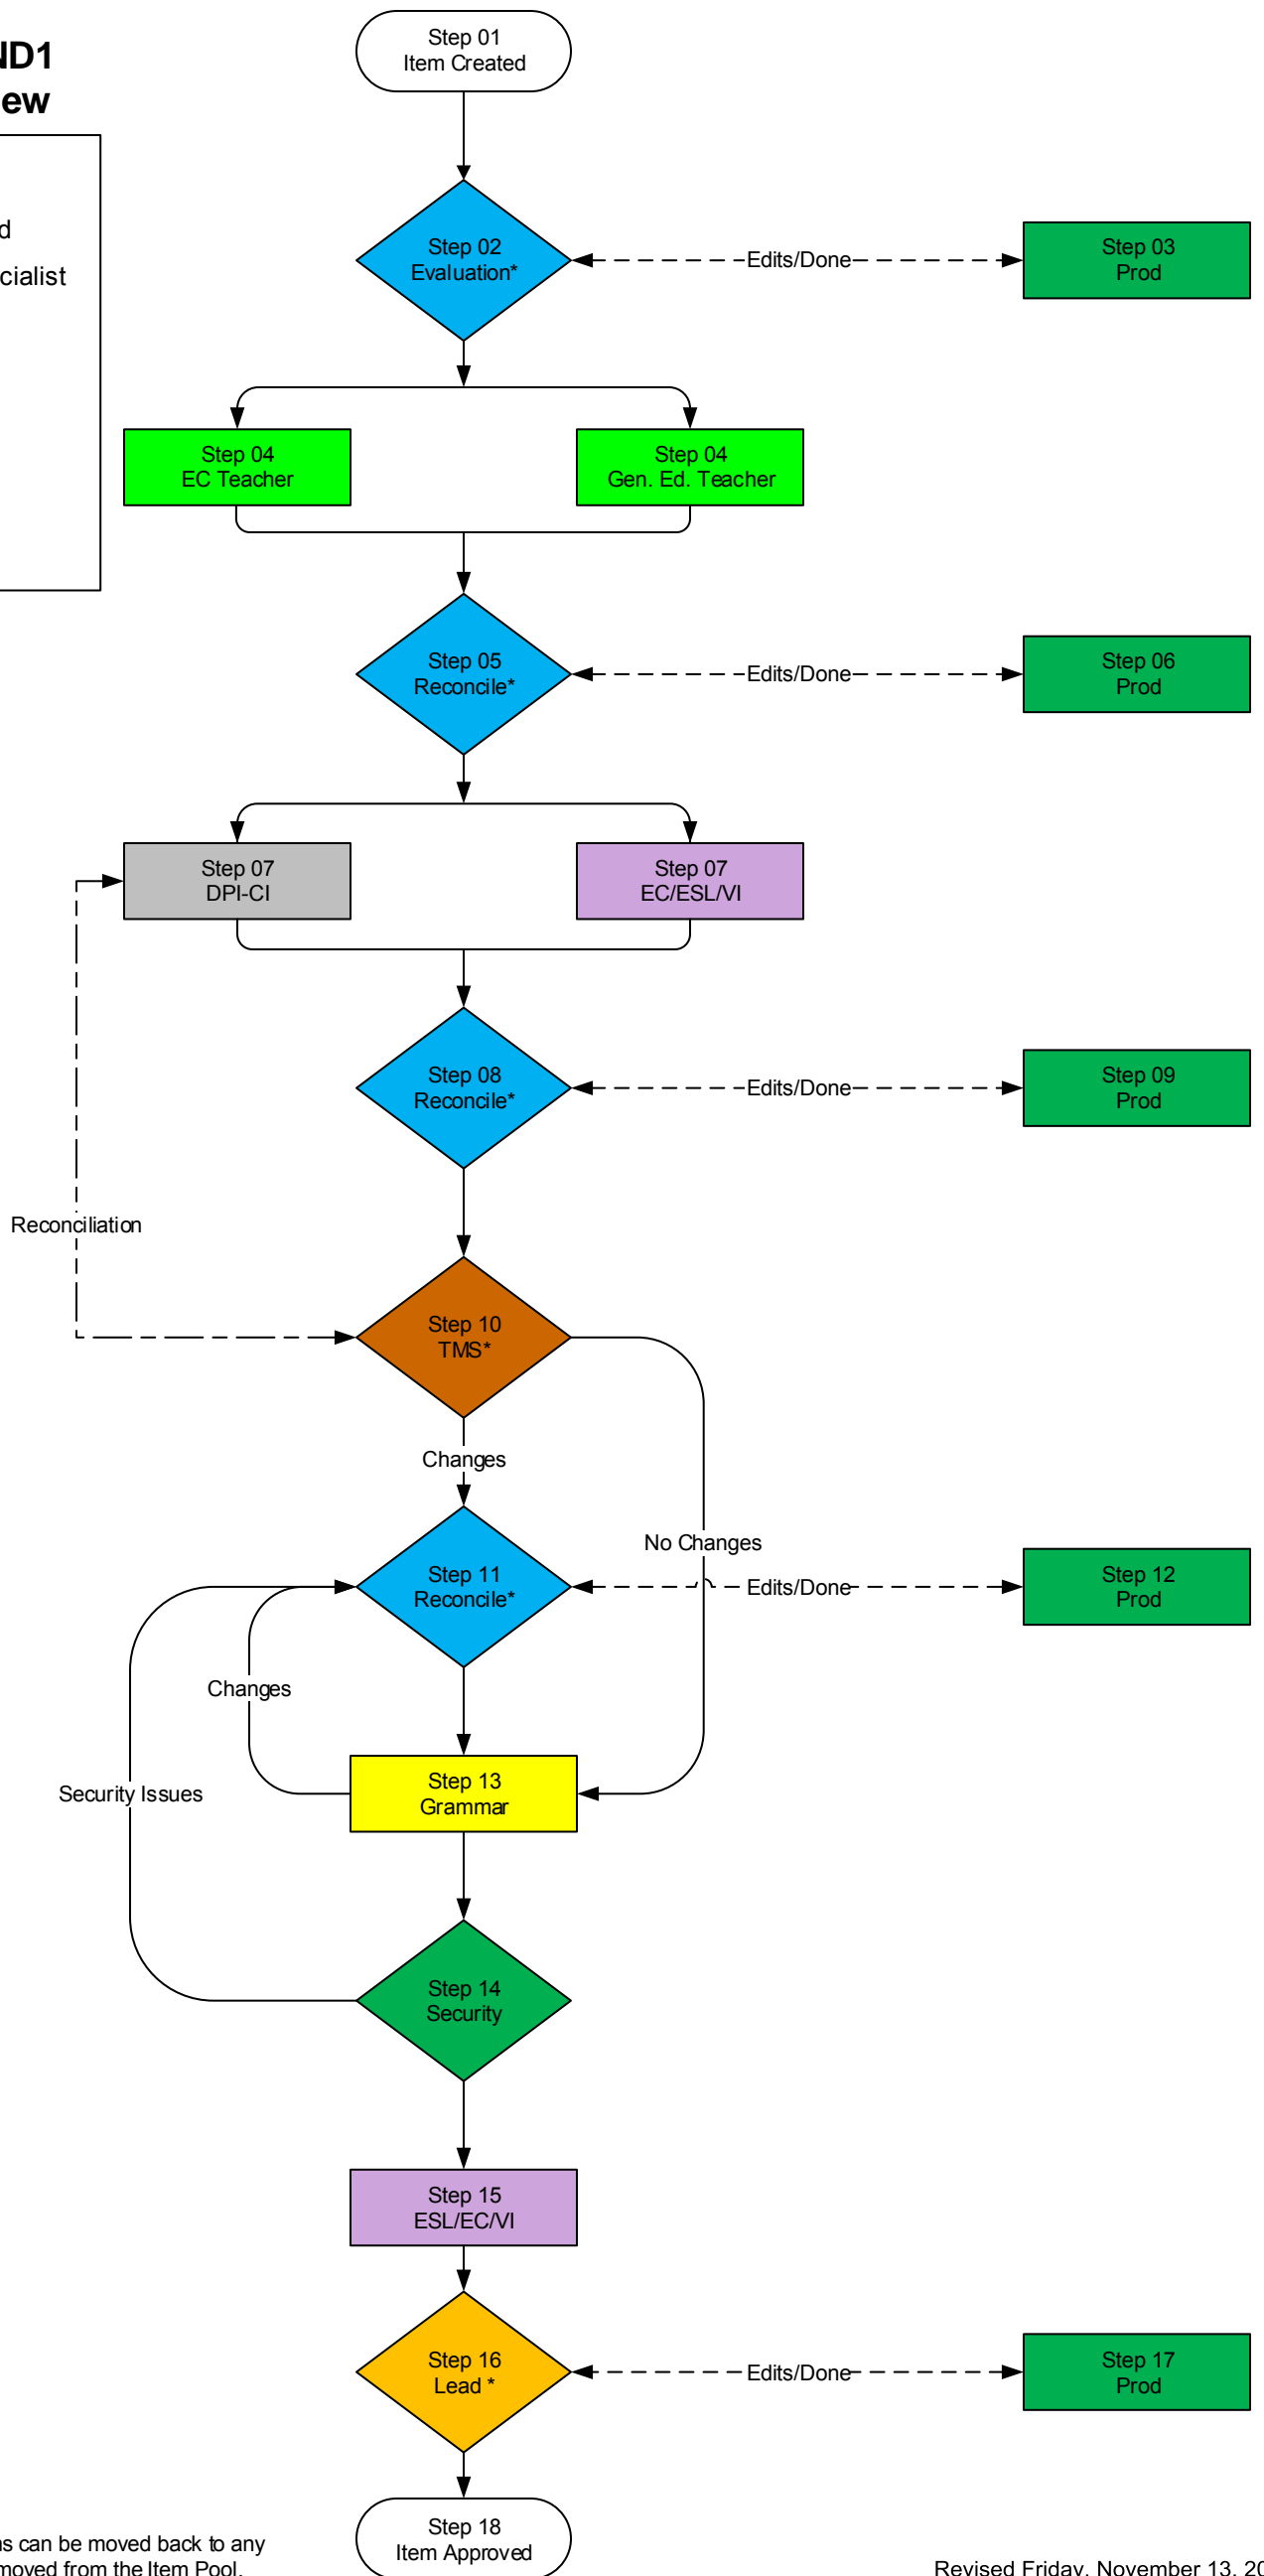 ND1
ew
d
cialist
Step 01
Item Created
Step 02
Evaluation*
Edits/Done
Step 03
Prod
Step 04
EC Teacher
Step 04
Gen. Ed. Teacher
Step 05
Reconcile*
Edits/Done
Step 06
Prod
Step 07
DPI-CI
Step 07
EC/ESL/VI
Step 08
Reconcile*
Edits/Done
Step 09
Prod
Reconciliation
Step 10
TMS*
Changes
No Changes
Step 11
Reconcile*
Edits/Done
Step 12
Prod
Changes
Security Issues
Step 13
Grammar
Step 14
Security
Step 15
ESL/EC/VI
Step 16
Lead *
Edits/Done
Step 17
Prod
Step 18
Item Approved
ns can be moved back to any
moved from the Item Pool.
Revised Friday, November 13, 20